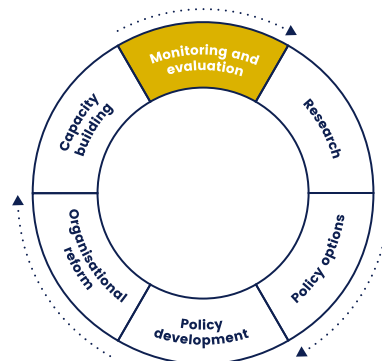 Monitoring and
evaluation
Research
Policy options
Policy
development
Organisational
reform
Capacity
building